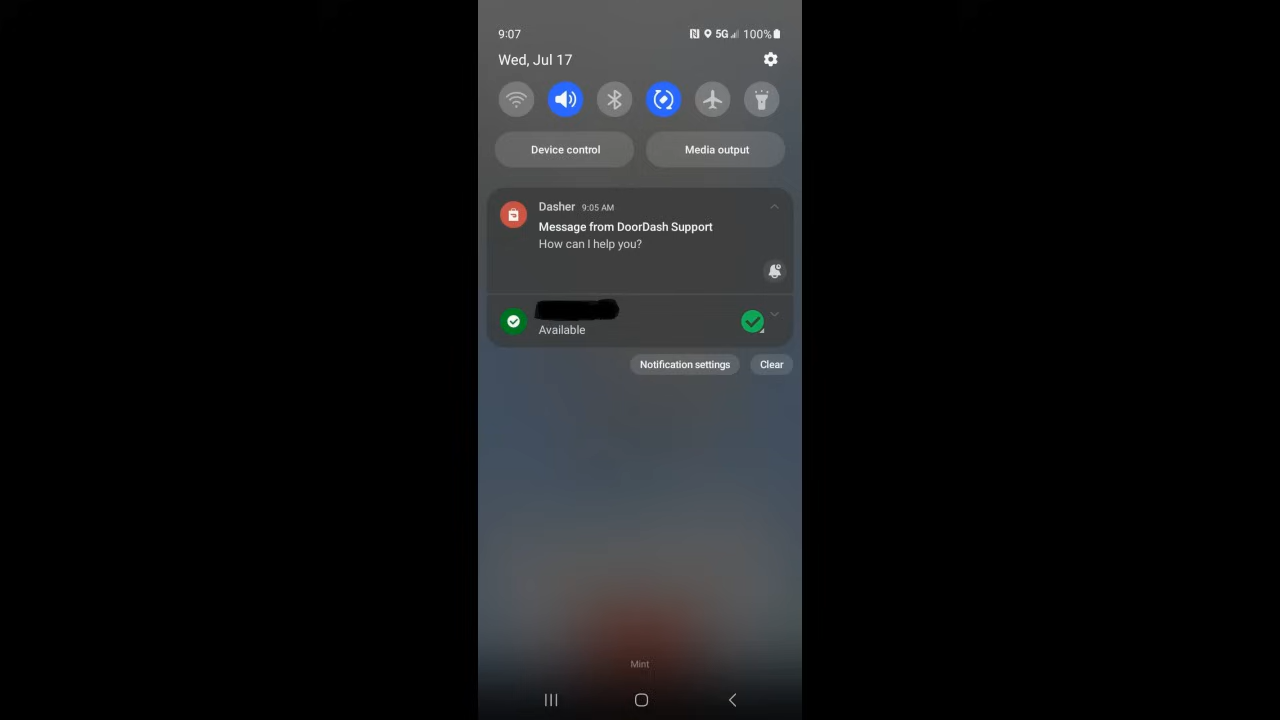 9:07 5G 100%
Wed, Jul 17
Device control Media output
Dasher 9:05 AM
Message from DoorDash Support
How can I help you?
Available
Notification settings Clear
Mint